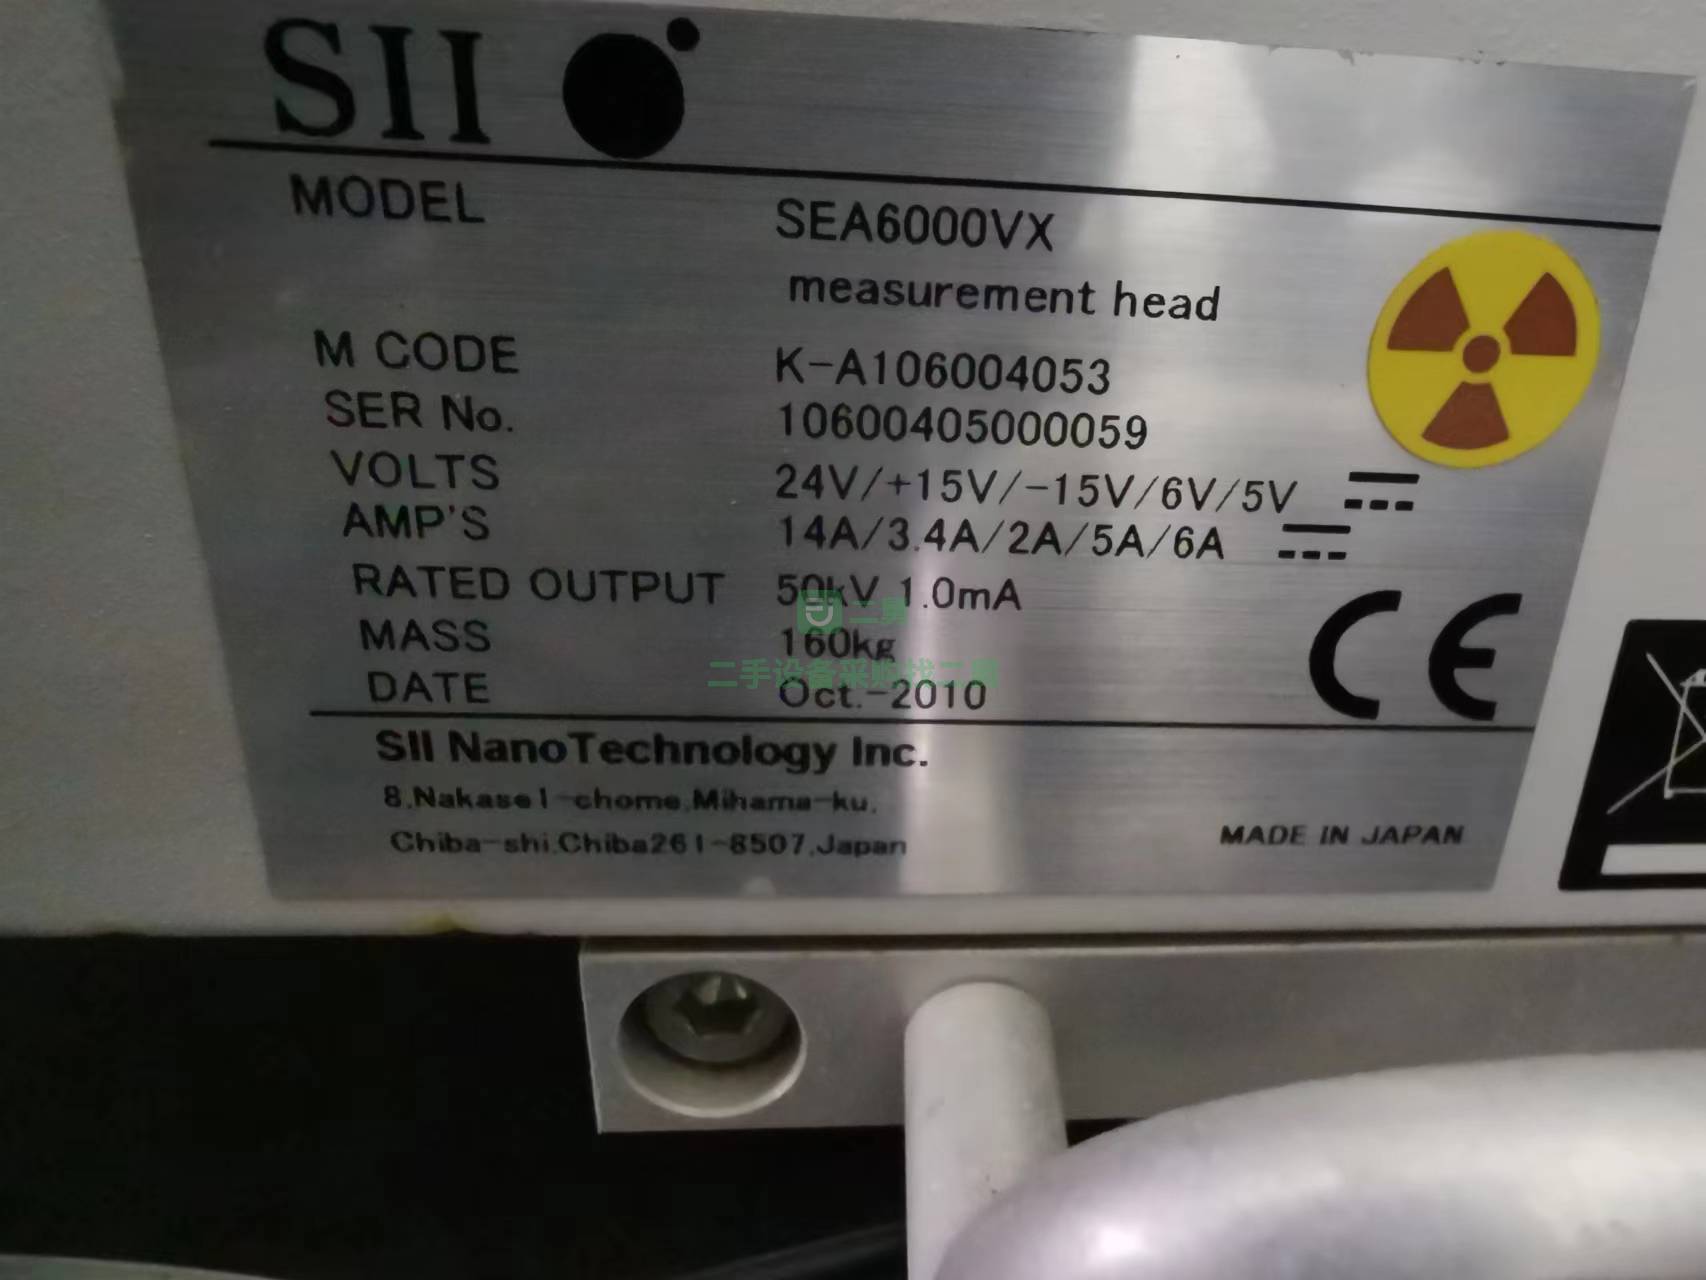 SII
MODEL SEA6000VX
measurement head
M CODE K-A106004053
SER No. 10600405000059
VOLTS 24V/+15V/-15V/6V/5V
AMP'S 14A/3.4A/2A/5A/6A
RATED OUTPUT 50kV 1.0mA
二手
MASS 160kg
二手设备采购找二手
DATE Oct.-2010
CE
SII NanoTechnology Inc.
8,Nakase1-chome,Mihama-ku,
Chiba-shi,Chiba261-8507,Japan
MADE IN JAPAN